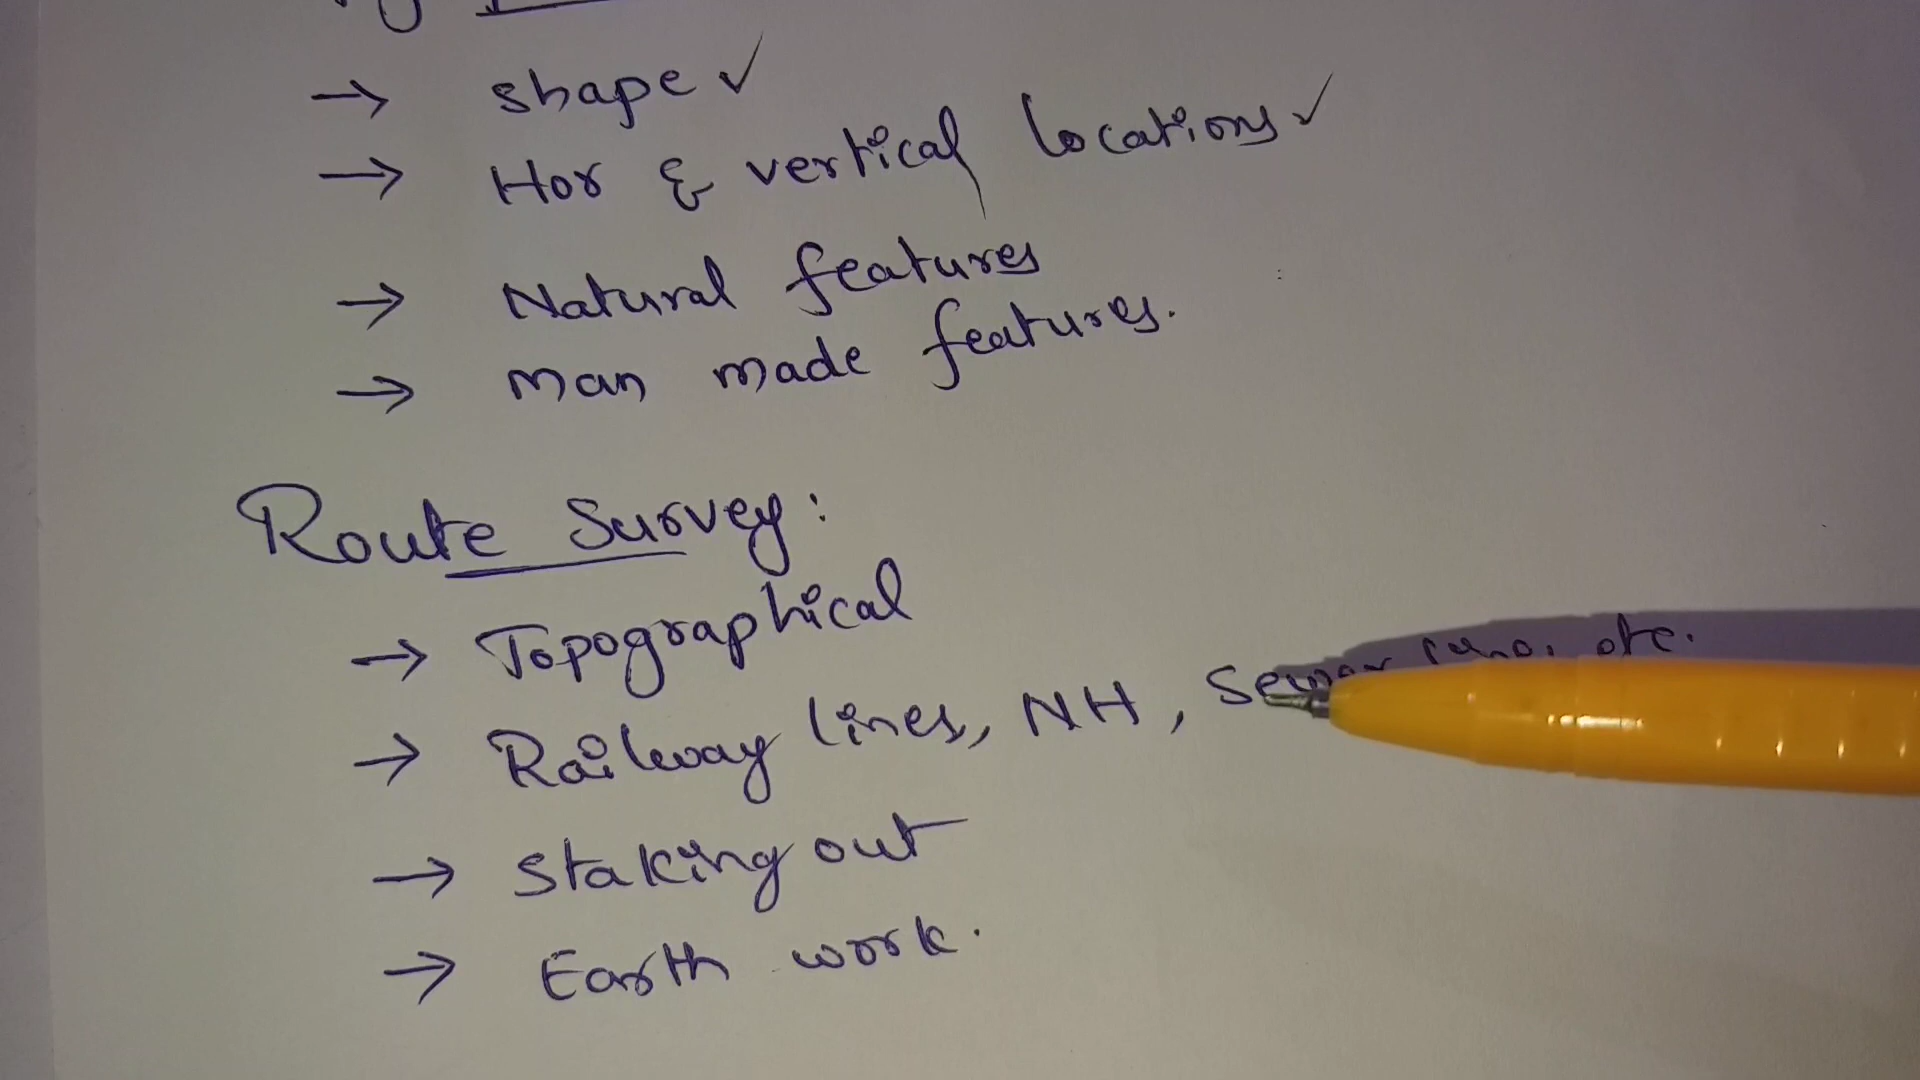 → shape ✓
→ Hor & vertical locations ✓
→ Natural features
→ Man made features.
Route Survey:
→ Topographical
→ Railway lines, NH, etc.
→ Staking out
→ Earth work.